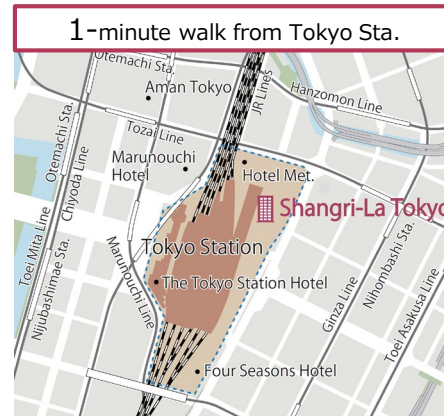 1-minute walk from Tokyo Sta.
Otemachi Sta.
JR Lines
Aman Tokyo
Hanzomon Line
Tozai Line
Otemachi Sta.
Chiyoda Line
Marunouchi
Hotel
Hotel Met.
Shangri-La Tokyo
Toei Mita Line
Nijubashimae Sta.
Marunouchi Line
Tokyo Station
The Tokyo Station Hotel
Ginza Line
Nihombashi Sta.
Toei Asakusa Line
Four Seasons Hotel